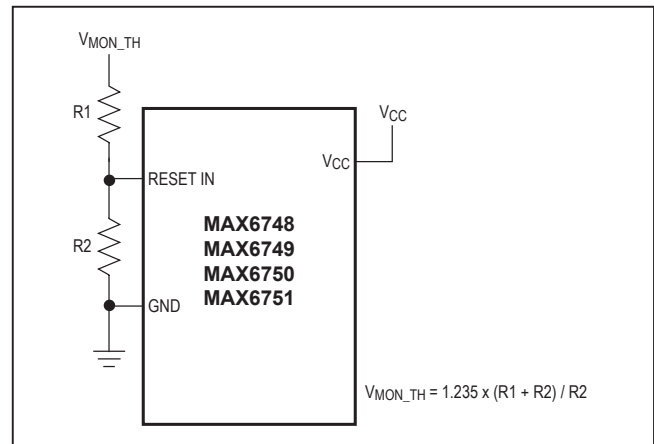 VMON_TH
R1
VCC
VCC
RESET IN
R2
MAX6748
MAX6749
MAX6750
MAX6751
GND
VMON_TH = 1.235 x (R1 + R2) / R2